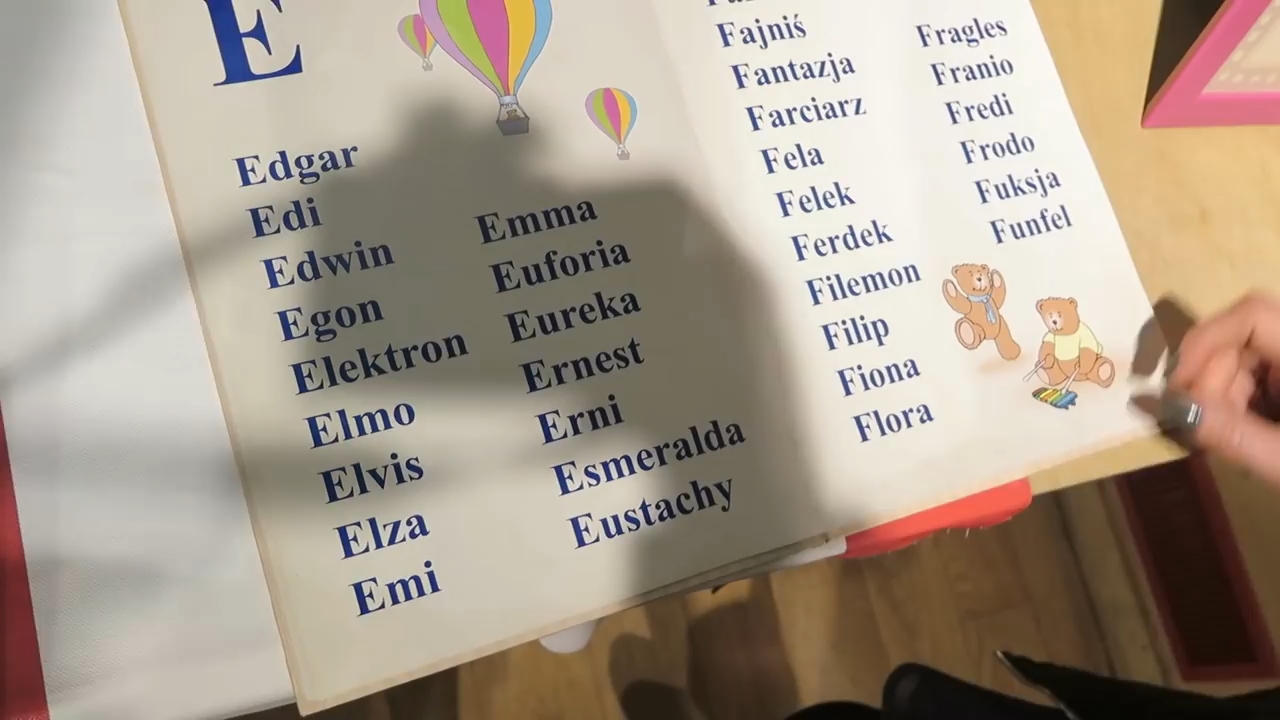 E
Edgar
Edi
Edwin
Egon
Elektron
Elmo
Elvis
Elza
Emi
Emma
Euforia
Eureka
Ernest
Erni
Esmeralda
Eustachy
Fajniś
Fantazja
Farciarz
Fela
Felek
Ferdek
Filemon
Filip
Fiona
Flora
Fragles
Franio
Fredi
Frodo
Fuksja
Funfel